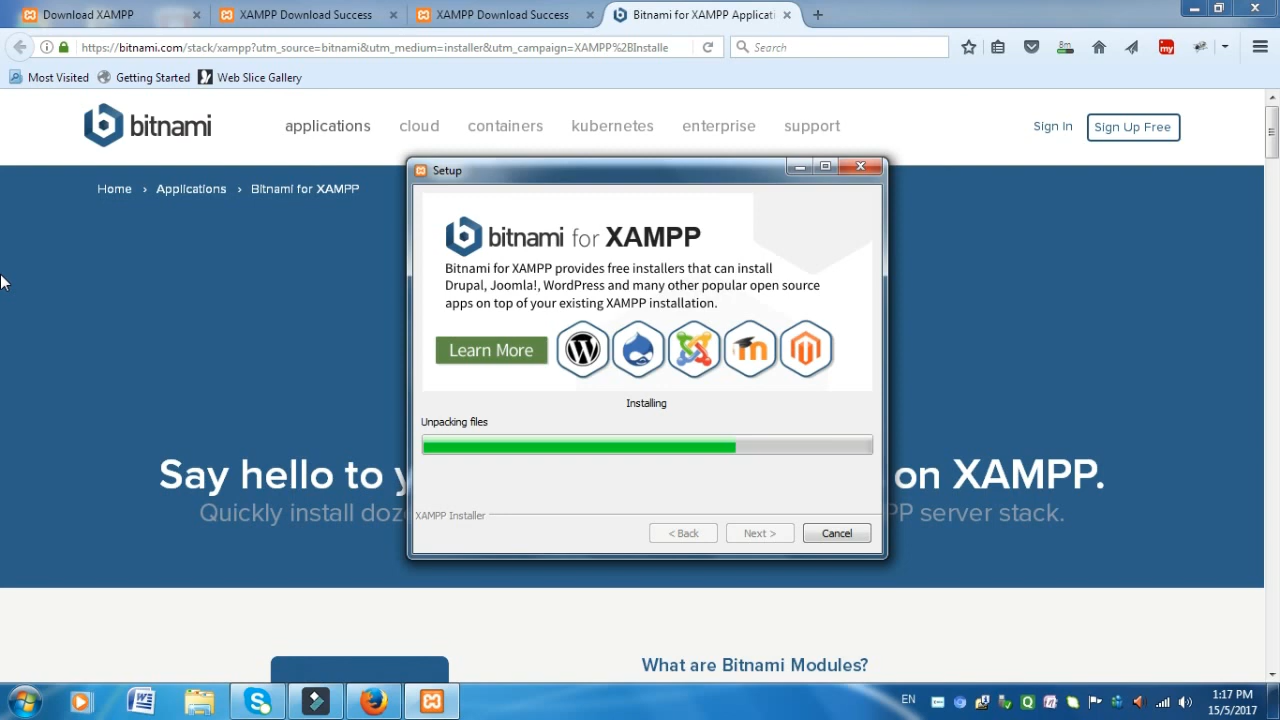 Download XAMPP
XAMPP Download Success
XAMPP Download Success
Bitnami for XAMPP Applicati
https://bitnami.com/stack/xampp?utm_source=bitnami&utm_medium=installer&utm_campaign=XAMPP%2BInstalle
Search
my
Most Visited
Getting Started
Web Slice Gallery
bitnami
applications
cloud
containers
kubernetes
enterprise
support
Sign In
Sign Up Free
Home › Applications › Bitnami for XAMPP
Setup
bitnami for XAMPP
Bitnami for XAMPP provides free installers that can install
Drupal, Joomla!, WordPress and many other popular open source
apps on top of your existing XAMPP installation.
Learn More
Installing
Unpacking files
XAMPP Installer
< Back
Next >
Cancel
Say hello to y
on XAMPP.
Quickly install doz
PP server stack.
What are Bitnami Modules?
EN
1:17 PM
15/5/2017